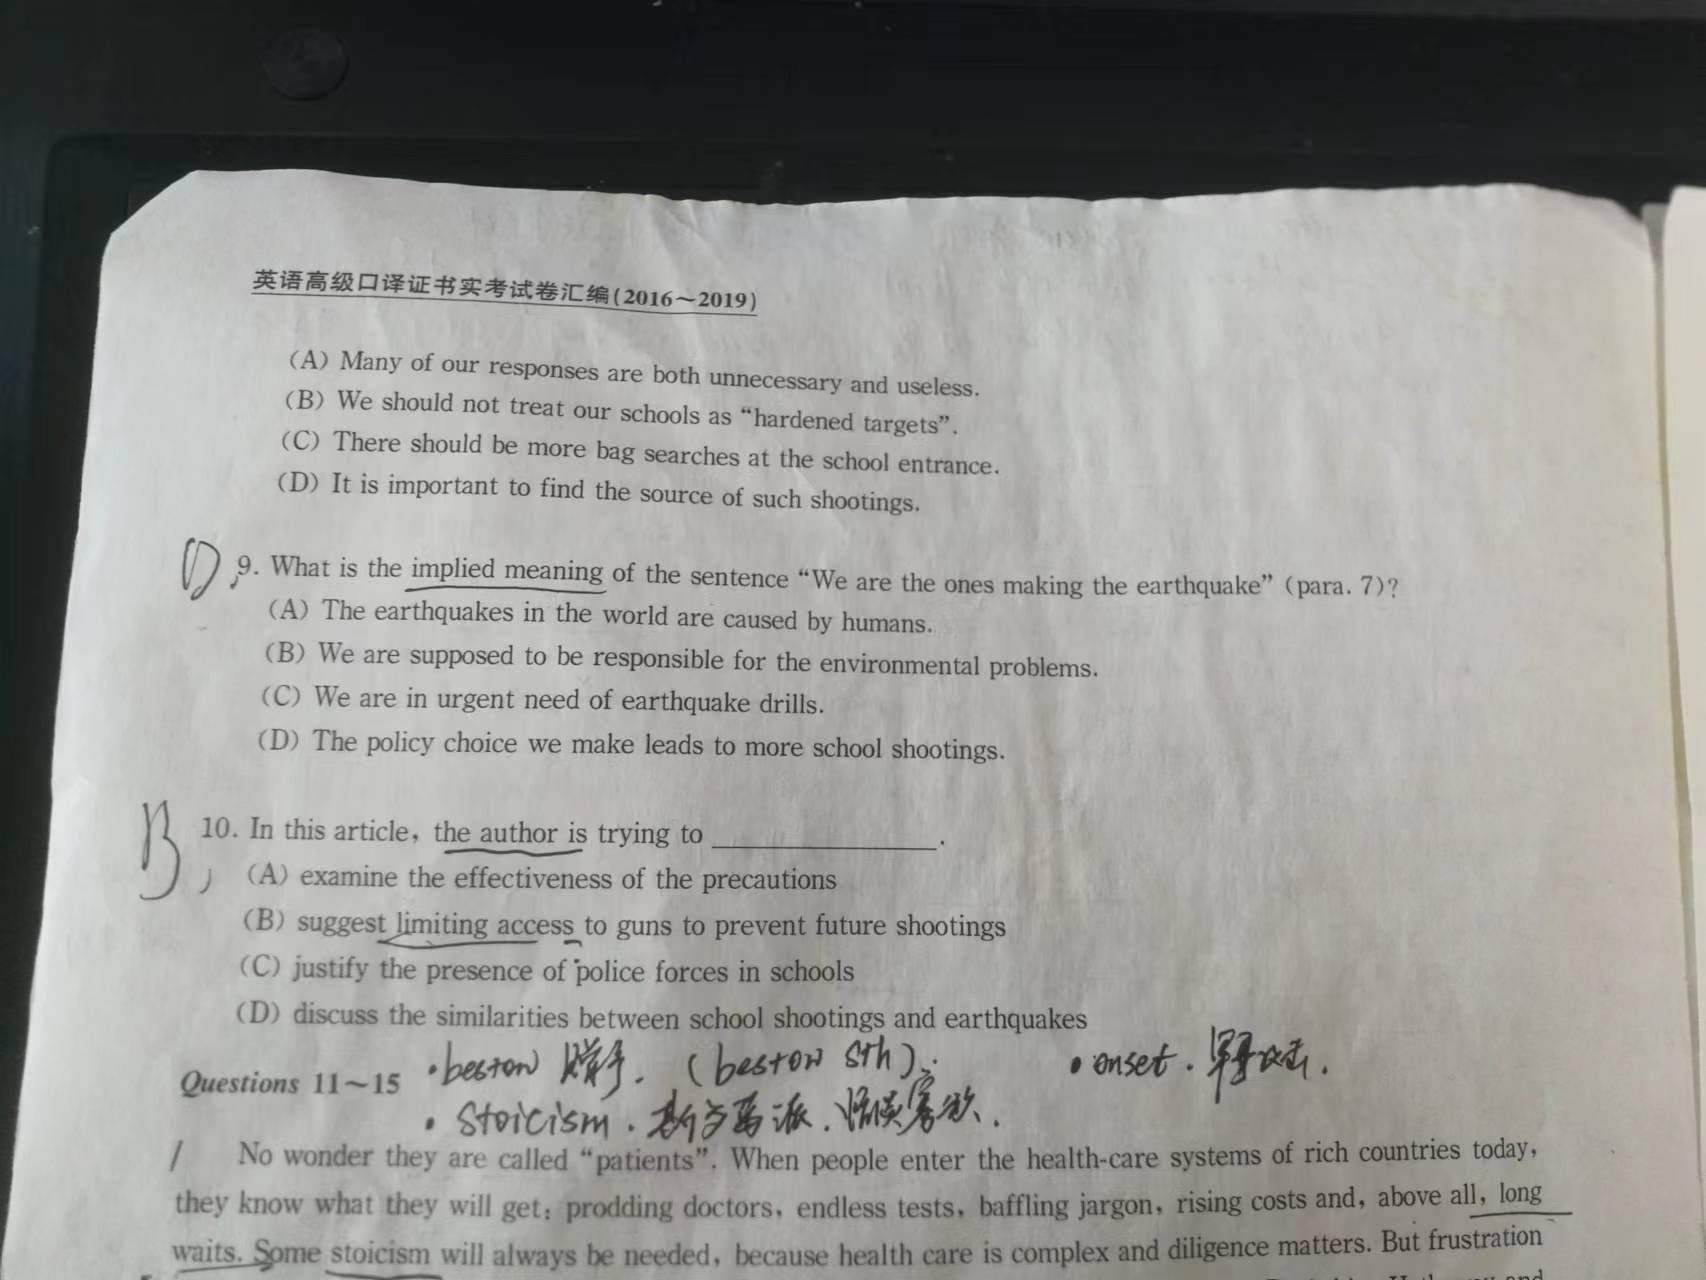 英语高级口译证书实考试卷汇编(2016～2019)
(A) Many of our responses are both unnecessary and useless.
(B) We should not treat our schools as “hardened targets”.
(C) There should be more bag searches at the school entrance.
(D) It is important to find the source of such shootings.
D 9. What is the implied meaning of the sentence “We are the ones making the earthquake” (para. 7)?
(A) The earthquakes in the world are caused by humans.
(B) We are supposed to be responsible for the environmental problems.
(C) We are in urgent need of earthquake drills.
(D) The policy choice we make leads to more school shootings.
B 10. In this article, the author is trying to ________.
(A) examine the effectiveness of the precautions
(B) suggest limiting access to guns to prevent future shootings
(C) justify the presence of police forces in schools
(D) discuss the similarities between school shootings and earthquakes
·bestow 赠予. (bestow sth). ·onset.
Questions 11～15
· Stoicism. 斯多葛派. 恬淡寡欲.
No wonder they are called “patients”. When people enter the health-care systems of rich countries today,
they know what they will get: prodding doctors, endless tests, baffling jargon, rising costs and, above all, long
waits. Some stoicism will always be needed, because health care is complex and diligence matters. But frustration